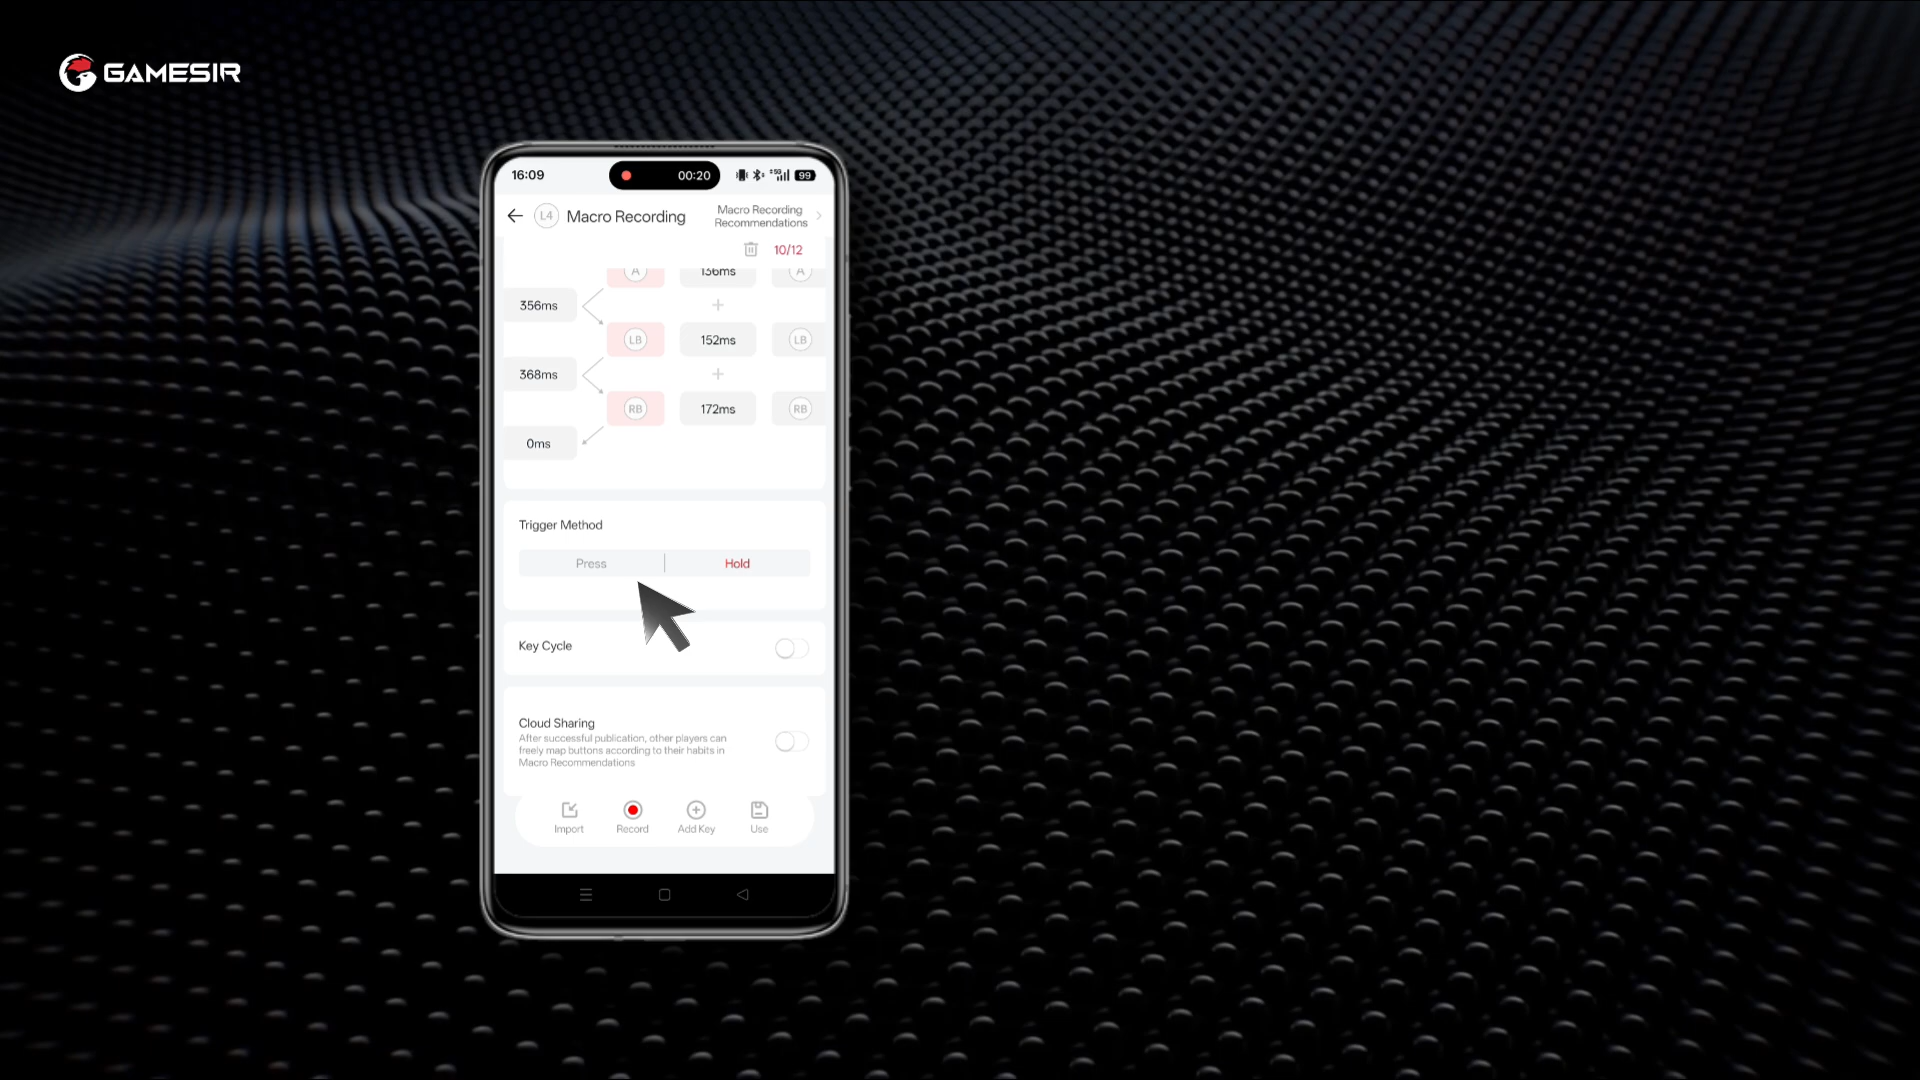 GAMESIR
16:09
00:20
5G
99
L4
Macro Recording
Macro Recording
Recommendations
10/12
A
136ms
A
356ms
LB
152ms
LB
368ms
RB
172ms
RB
0ms
Trigger Method
Press
Hold
Key Cycle
Cloud Sharing
After successful publication, other players can
freely map buttons according to their habits in
Macro Recommendations
Import
Record
Add Key
Use